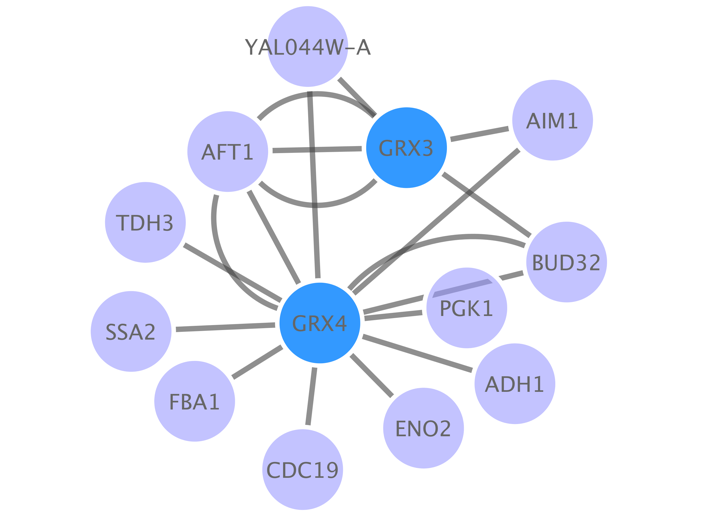 YAL044W-A
AIM1
GRX3
AFT1
TDH3
BUD32
PGK1
GRX4
SSA2
ADH1
FBA1
ENO2
CDC19